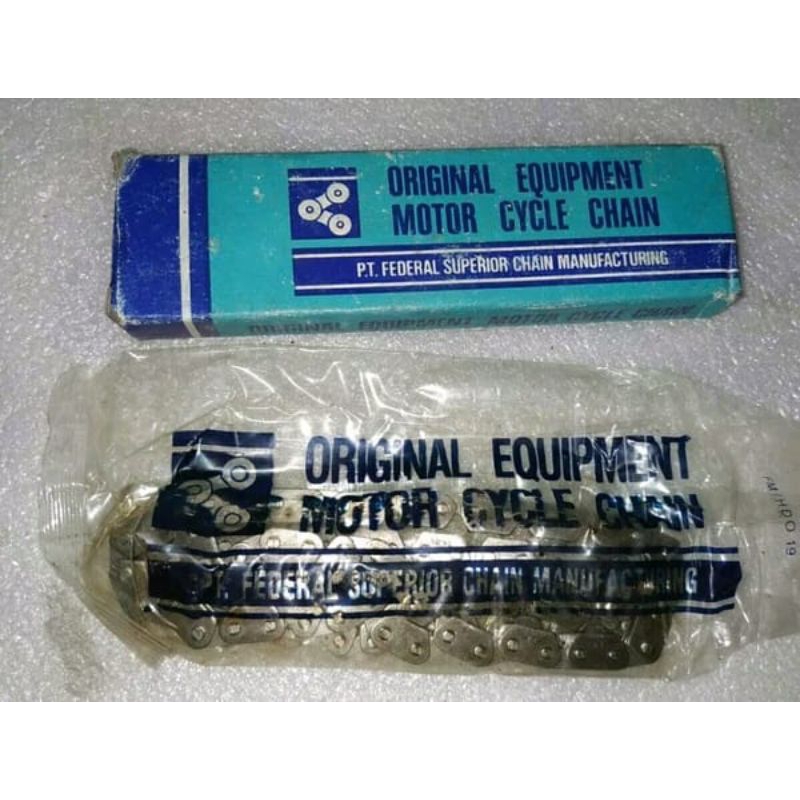 ORIGINAL EQUIPMENT
MOTOR CYCLE CHAIN
P.T. FEDERAL SUPERIOR CHAIN MANUFACTURING
ORIGINAL EQUIPMENT MOTOR CYCLE CHAIN
ORIGINAL EQUIPMENT
MOTOR CYCLE CHAIN
PT. FEDERAL SUPERIOR CHAIN MANUFACTURING